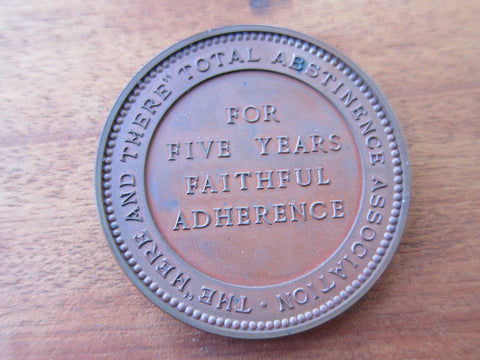 THE "HERE AND THERE" TOTAL ABSTINENCE ASSOCIATION ·
FOR
FIVE YEARS
FAITHFUL
ADHERENCE